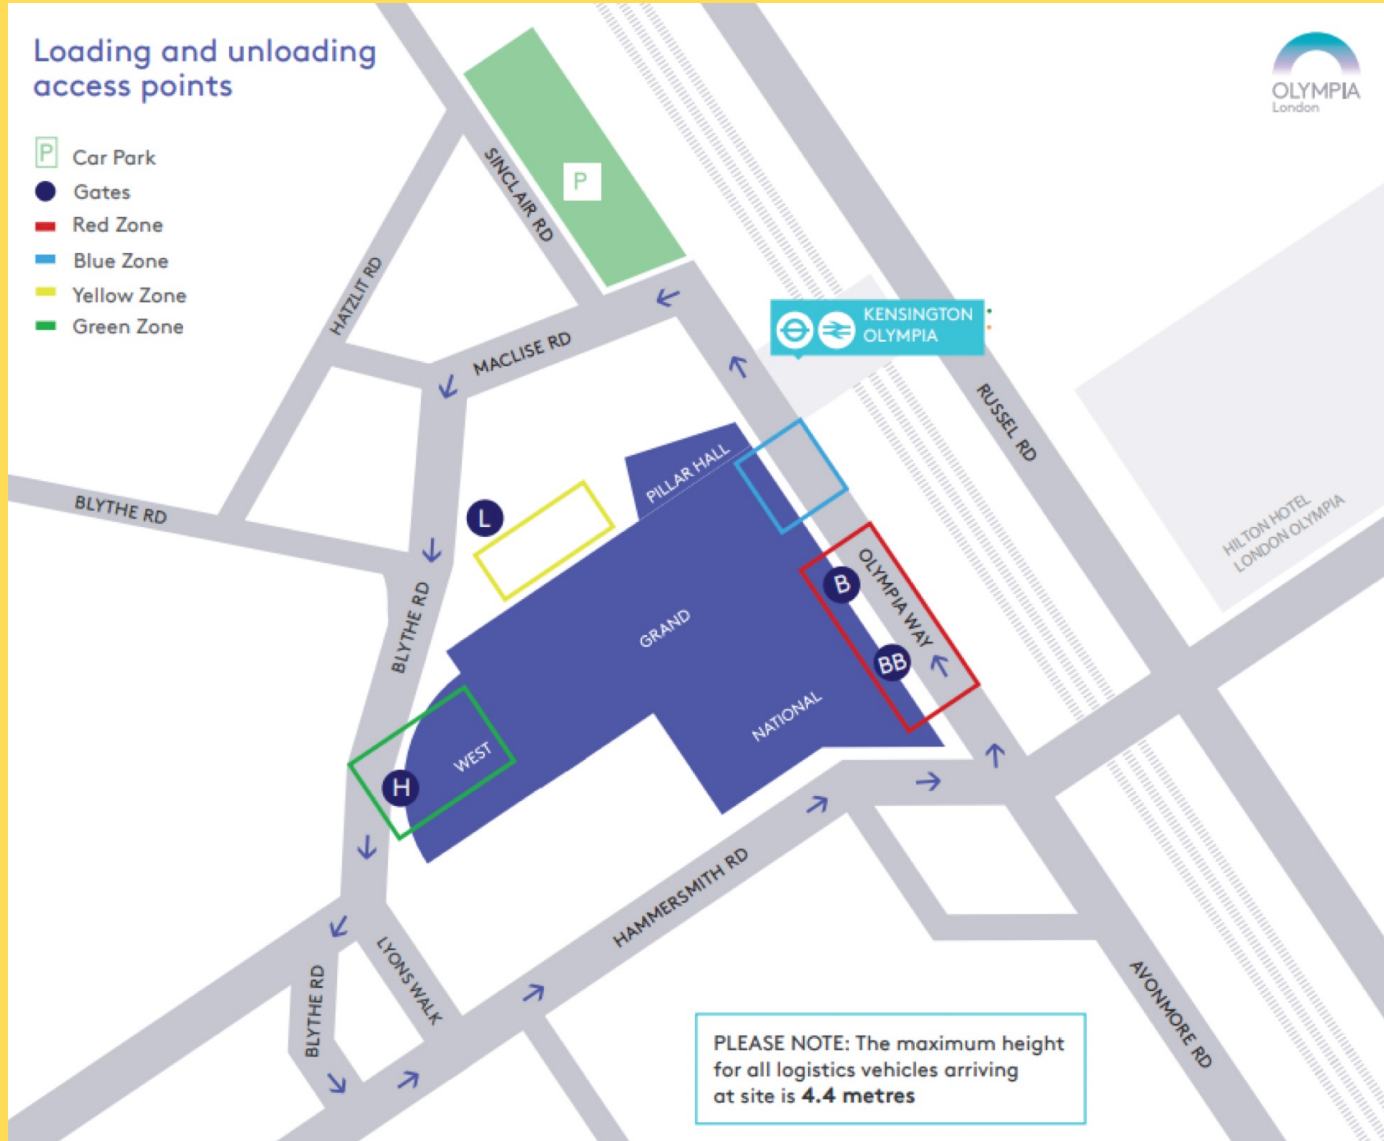 Loading and unloading
access points
OLYMPIA
London
P
Car Park
Gates
Red Zone
Blue Zone
Yellow Zone
Green Zone
P
SINCLAIR RD
HATZLIT RD
MACLISE RD
KENSINGTON
OLYMPIA
RUSSEL RD
PILLAR HALL
BLYTHE RD
L
HILTON HOTEL
LONDON OLYMPIA
B
OLYMPIA WAY
BLYTHE RD
GRAND
BB
NATIONAL
WEST
H
HAMMERSMITH RD
LYONS WALK
BLYTHE RD
AVONMORE RD
PLEASE NOTE: The maximum height
for all logistics vehicles arriving
at site is 4.4 metres